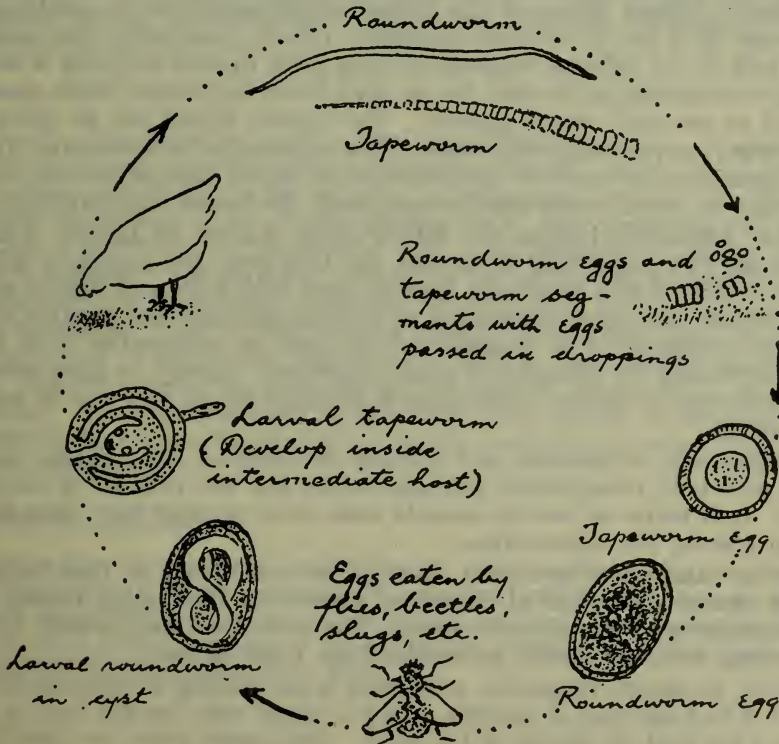 Roundworm
Tapeworm
Roundworm eggs and
tapeworm seg-
ments with eggs
passed in droppings
Tapeworm egg
Roundworm egg
Eggs eaten by
flies, beetles,
slugs, etc.
Larval roundworm
in cyst
Larval tapeworm
(Develop inside
intermediate host)